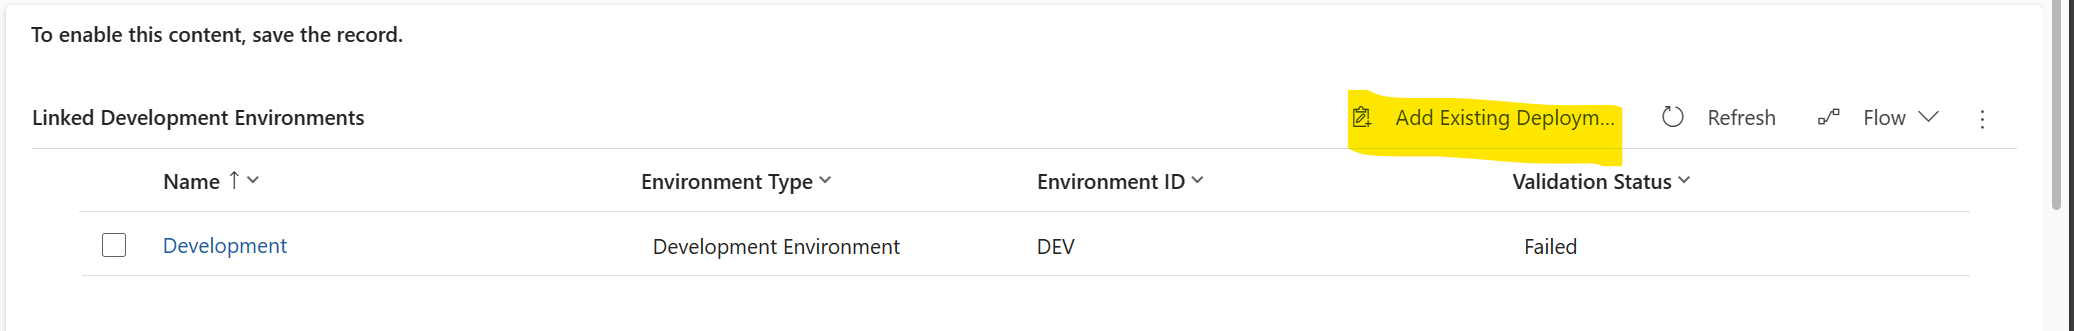 To enable this content, save the record.
Linked Development Environments Add Existing Deploym... Refresh Flow
Name Environment Type Environment ID Validation Status
Development Development Environment DEV Failed